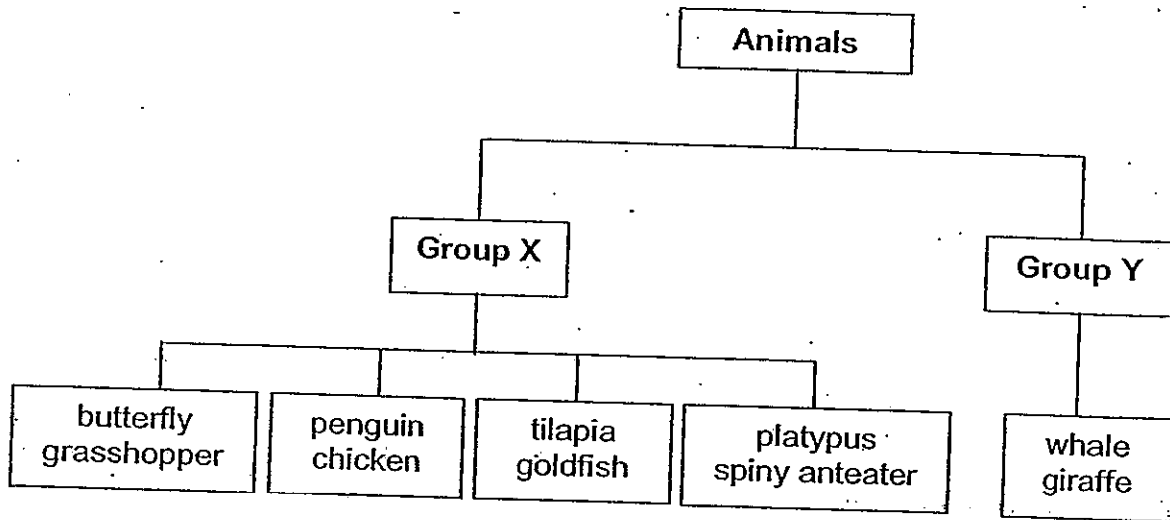 Animals
Group X
Group Y
butterfly
grasshopper
penguin
chicken
tilapia
goldfish
platypus
spiny anteater
whale
giraffe